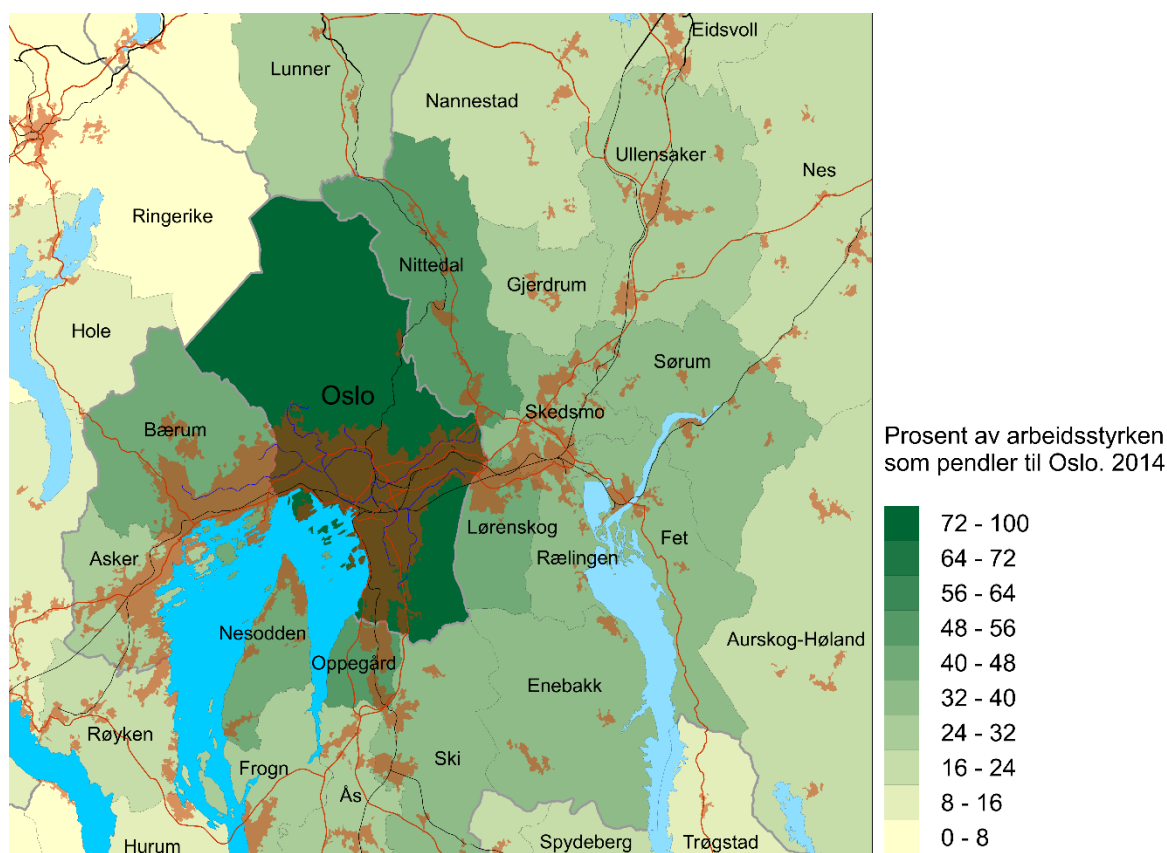 Eidsvoll
Lunner
Nannestad
Ullensaker
Nes
Ringerike
Nittedal
Gjerdrum
Hole
Sørum
Oslo
Skedsmo
Bærum
Prosent av arbeidsstyrken
som pendler til Oslo. 2014
72 - 100
64 - 72
56 - 64
48 - 56
40 - 48
32 - 40
24 - 32
16 - 24
8 - 16
0 - 8
Lørenskog
Fet
Asker
Rælingen
Nesodden
Aurskog-Høland
Oppegård
Enebakk
Røyken
Ski
Frogn
Ås
Hurum
Spydeberg
Trøgstad